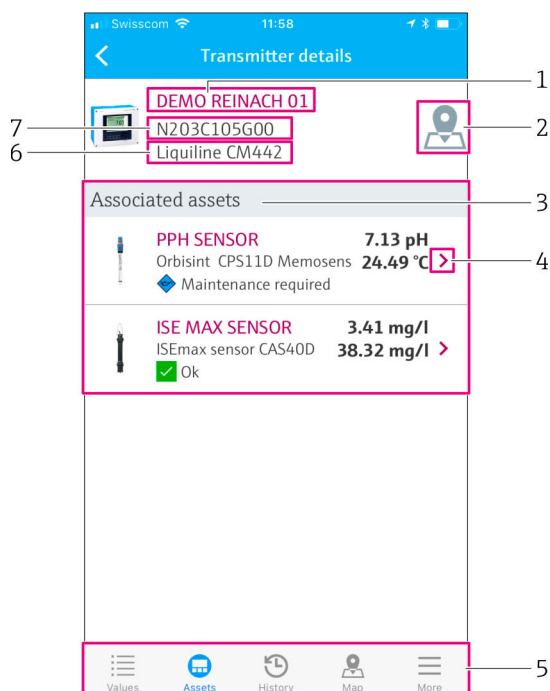 Swisscom 11:58
Transmitter details
1
DEMO REINACH 01
7 N203C105G00 2
6 Liquiline CM442
Associated assets 3
PPH SENSOR 7.13 pH
Orbisint CPS11D Memosens 24.49 °C 4
Maintenance required
ISE MAX SENSOR 3.41 mg/l
ISEmax sensor CAS40D 38.32 mg/l
Ok
5
Values Assets History Map More